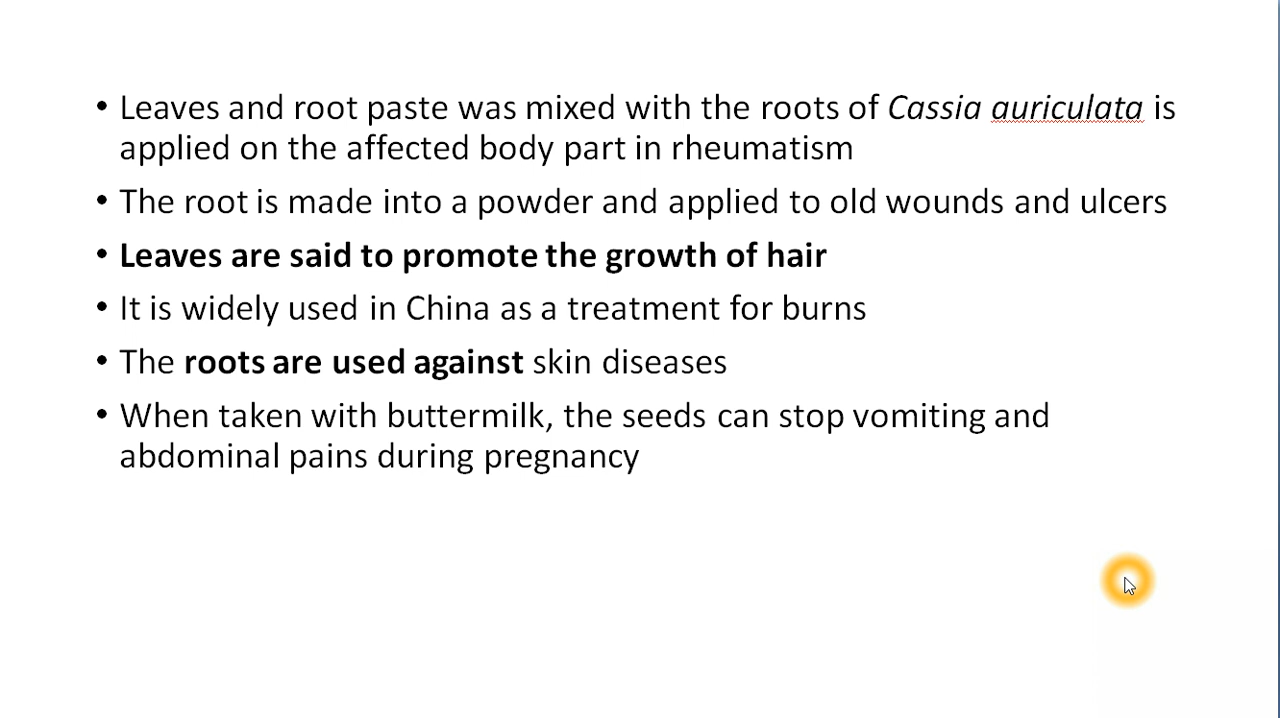 • Leaves and root paste was mixed with the roots of Cassia auriculata is
applied on the affected body part in rheumatism
• The root is made into a powder and applied to old wounds and ulcers
• Leaves are said to promote the growth of hair
• It is widely used in China as a treatment for burns
• The roots are used against skin diseases
• When taken with buttermilk, the seeds can stop vomiting and
abdominal pains during pregnancy